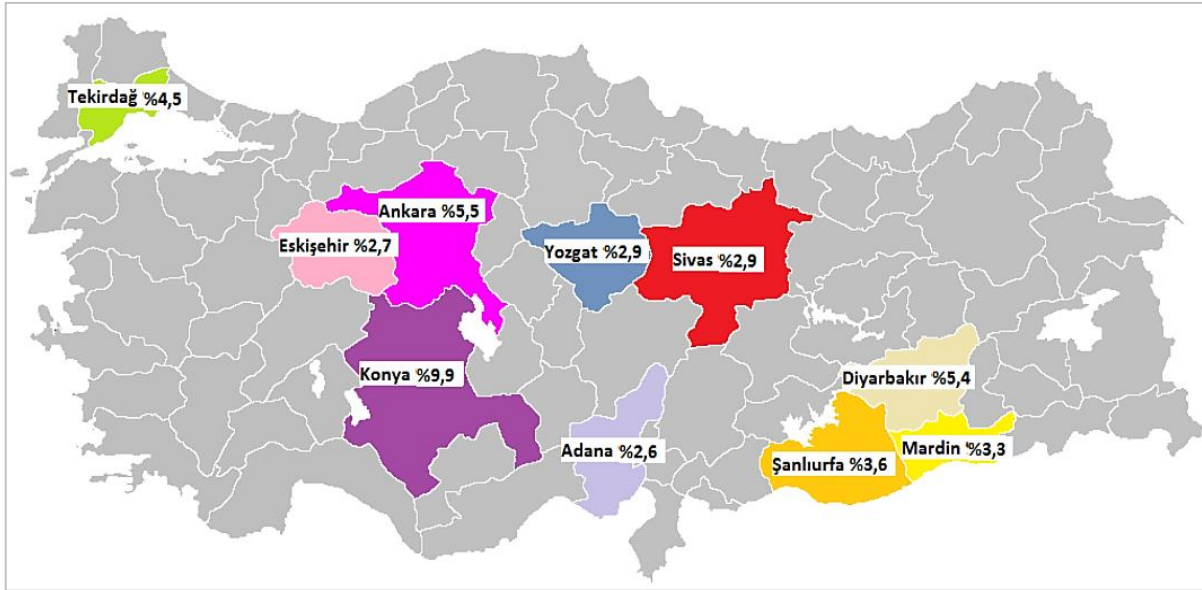 Tekirdağ %4,5
Ankara %5,5
Eskişehir %2,7
Yozgat %2,9
Sivas %2,9
Konya %9,9
Diyarbakır %5,4
Adana %2,6
Şanlıurfa %3,6
Mardin %3,3